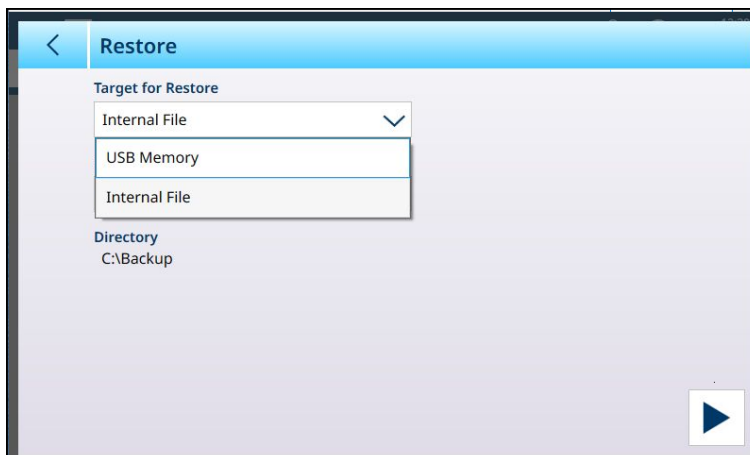 Restore
Target for Restore
Internal File
USB Memory
Internal File
Directory
C:\Backup